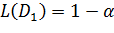 L(D₁) = 1 − α